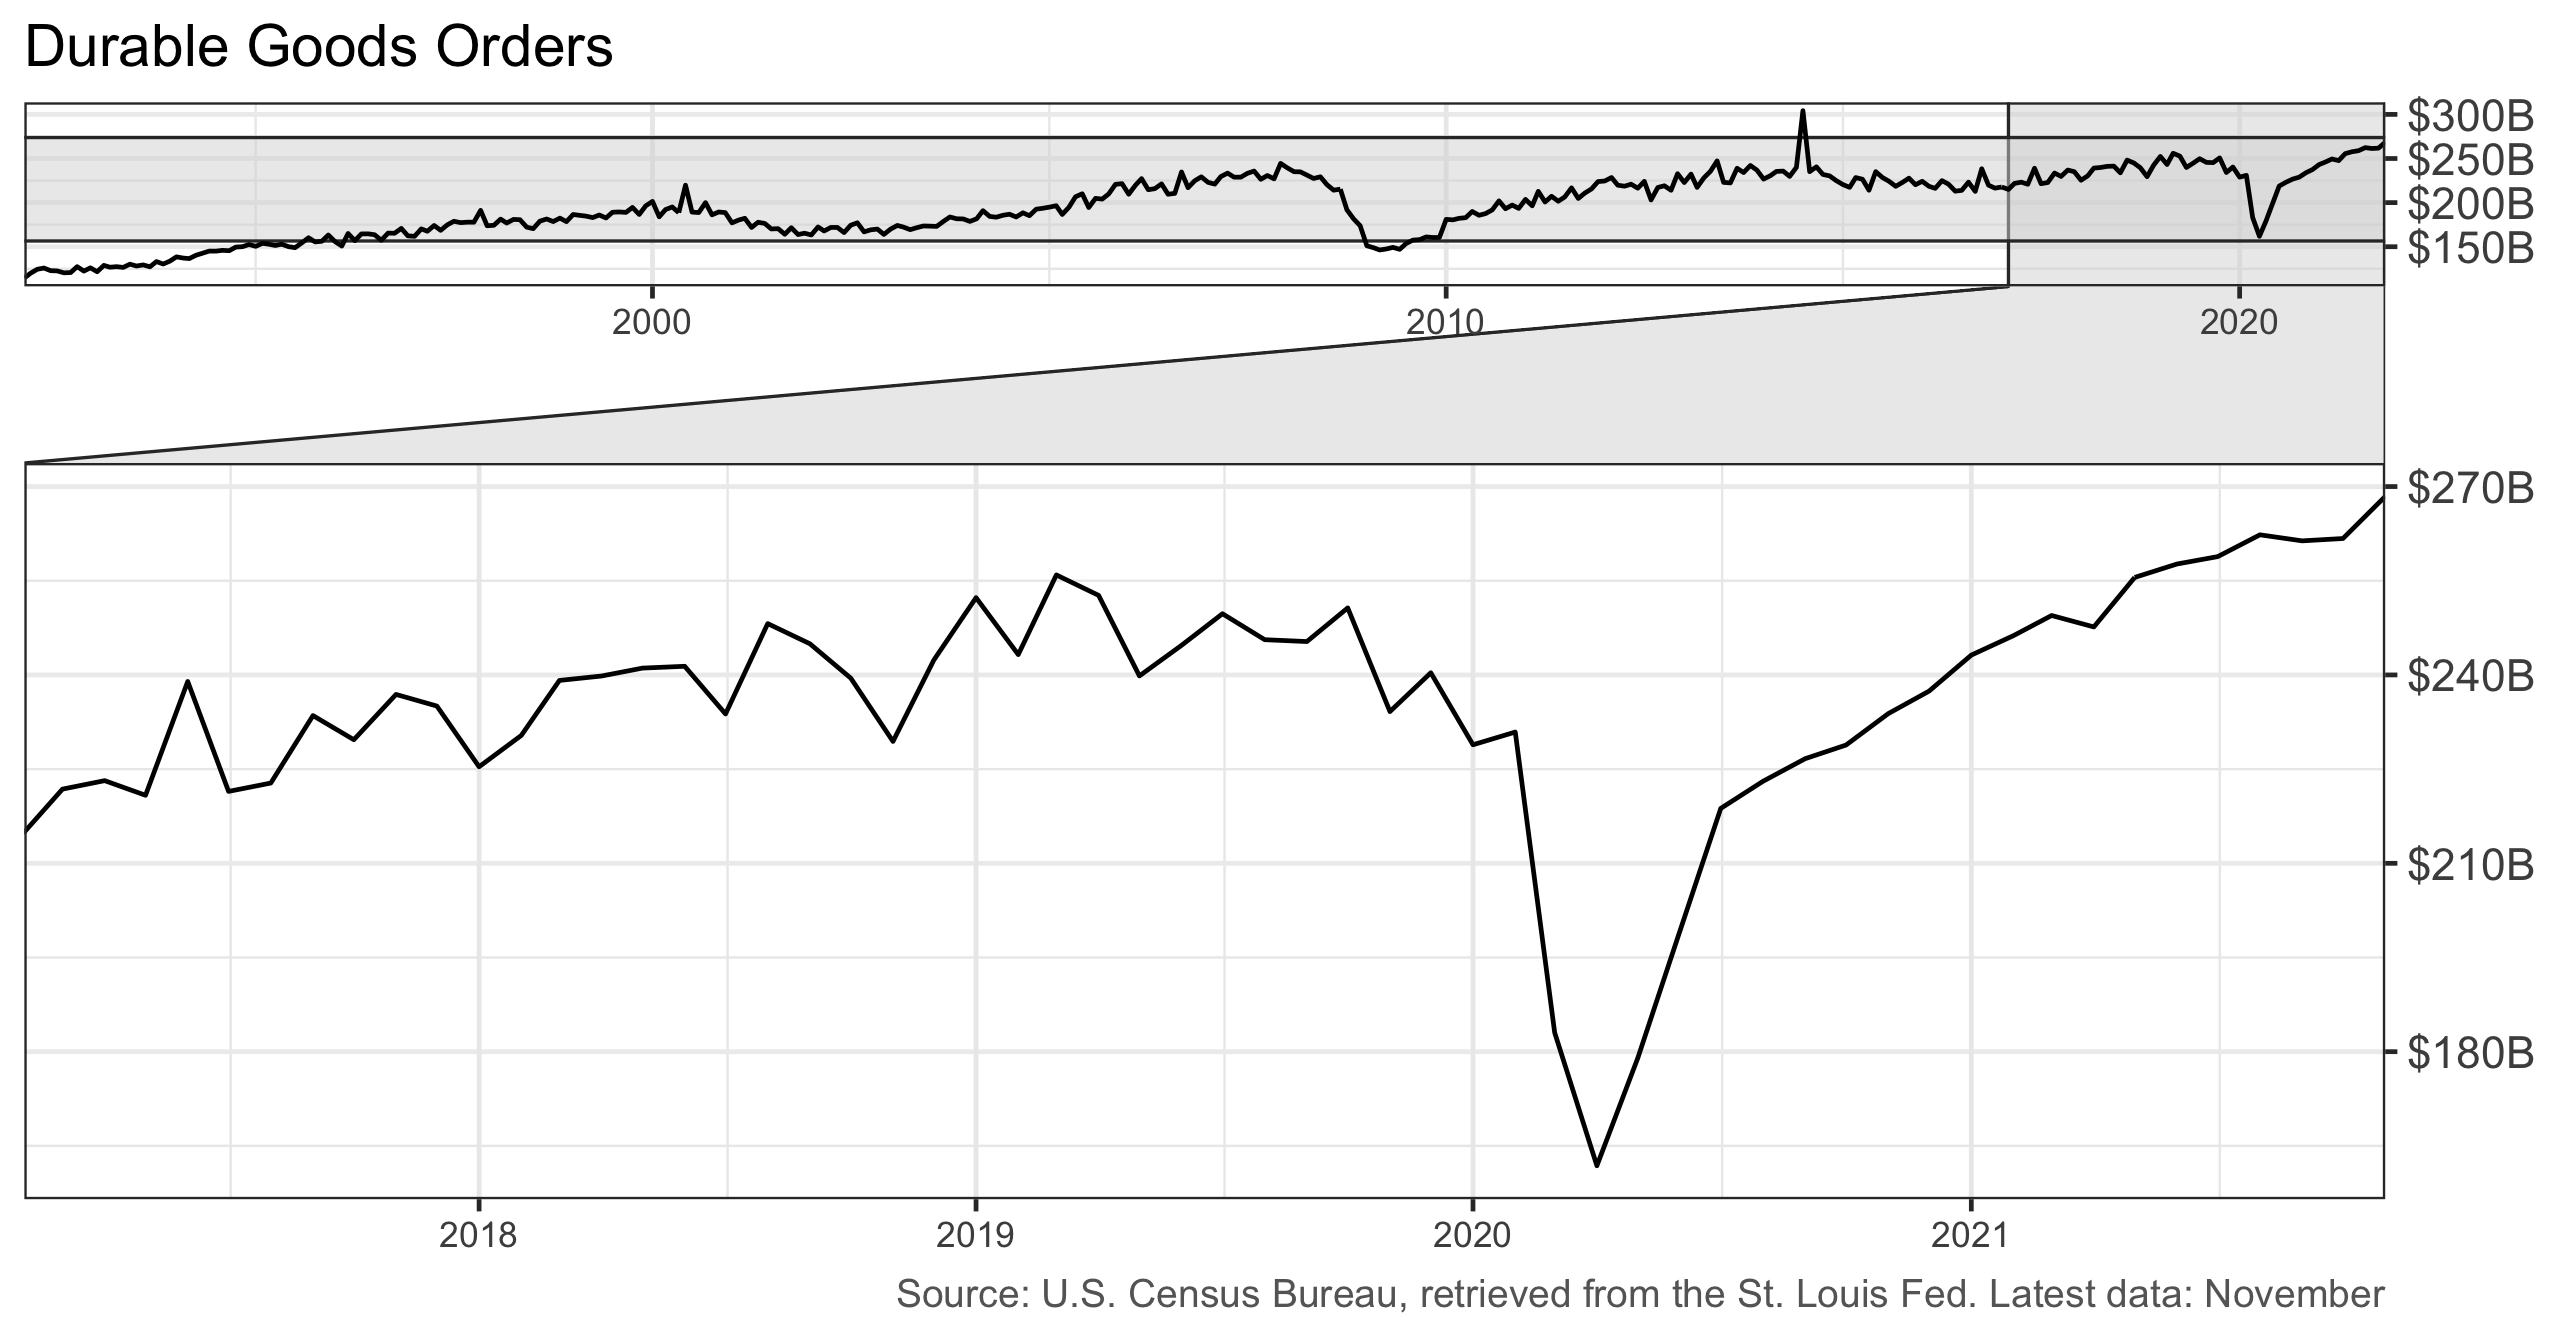 Durable Goods Orders
$300B
$250B
$200B
$150B
2000 2010 2020
$270B
$240B
$210B
$180B
2018 2019 2020 2021
Source: U.S. Census Bureau, retrieved from the St. Louis Fed. Latest data: November